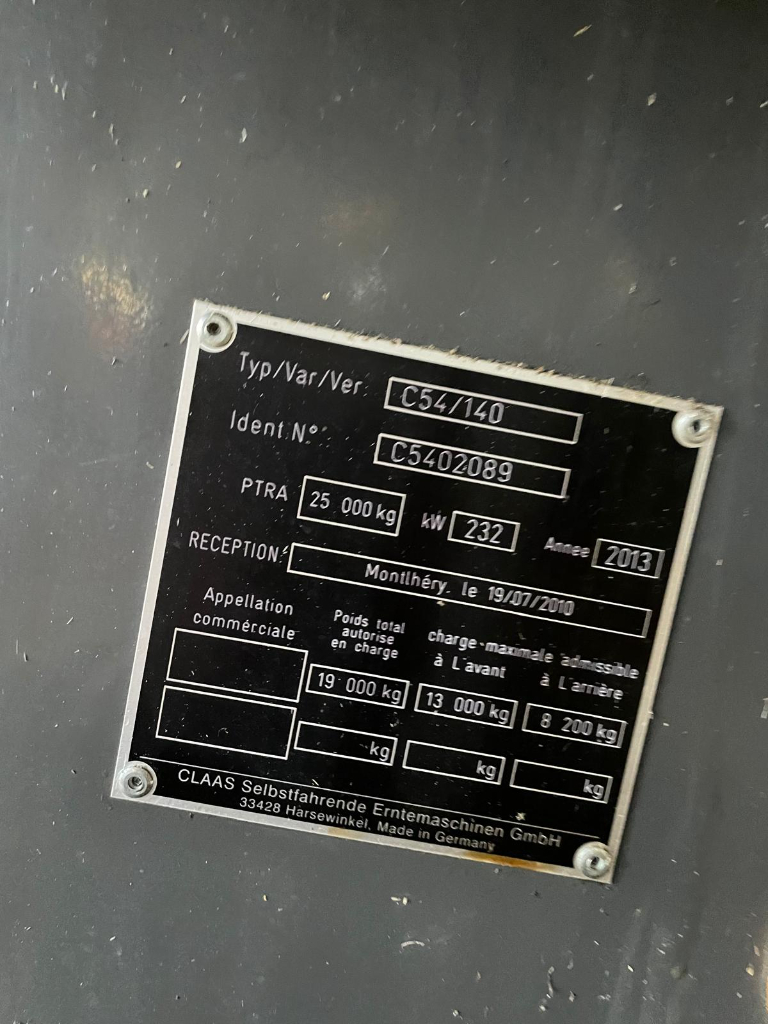 Typ/Var/Ver: C54/140
Ident.N°: C5402089
PTRA 25 000 kg kW 232 Annee 2013
RECEPTION: Montlhéry, le 19/07/2010
Appellation commérciale
Poids total autorise en charge
charge maximale admissible
à L'avant à L'arrière
19 000 kg 13 000 kg 8 200 kg
kg kg kg
CLAAS Selbstfahrende Erntemaschinen GmbH
33428 Harsewinkel, Made in Germany